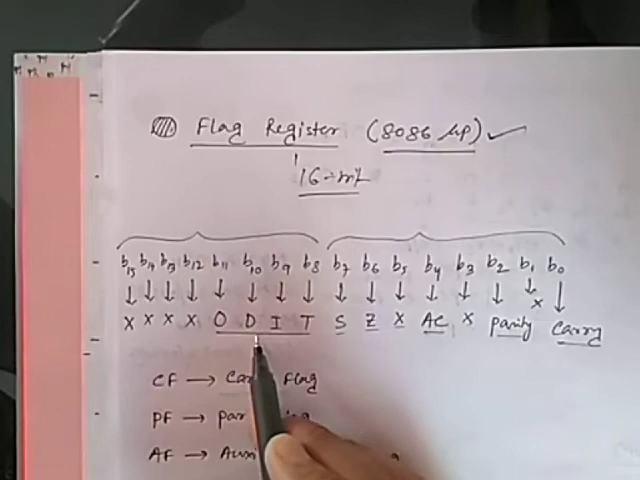 Flag Register (8086 μP)
16-bit
b15 b14 b13 b12 b11 b10 b9 b8 b7 b6 b5 b4 b3 b2 b1 b0
X X X X O D I T S Z X AC X Parity X Carry
CF → Flag
PF →
AF →